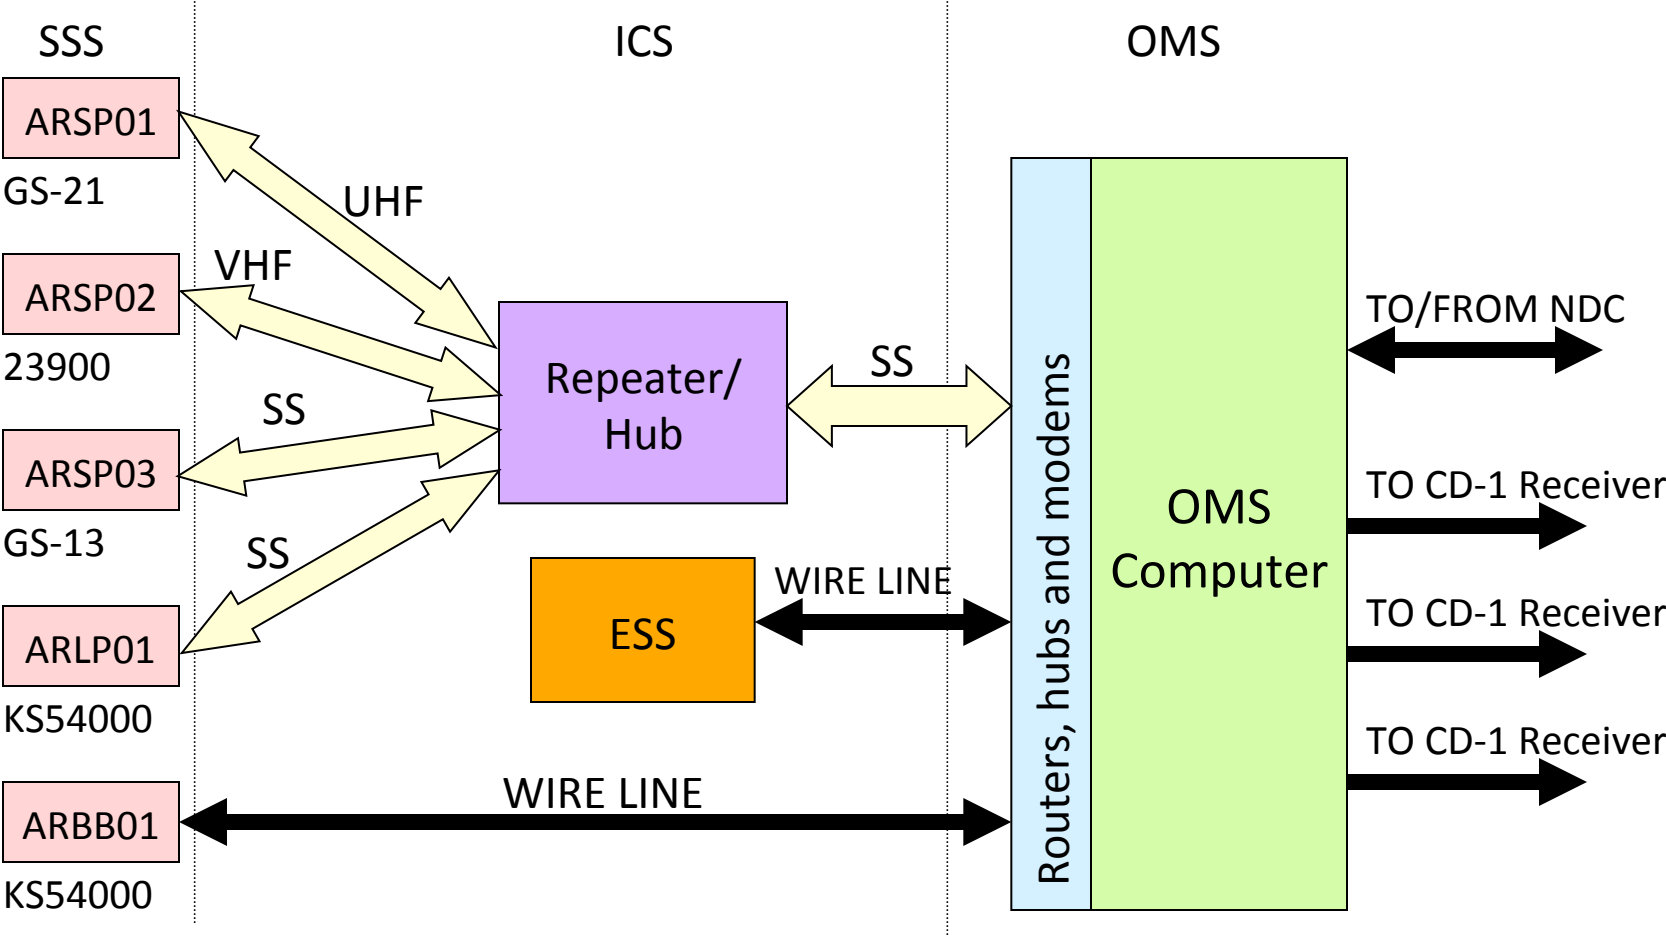 SSS
ICS
OMS
ARSP01
GS-21
UHF
VHF
ARSP02
23900
SS
ARSP03
GS-13
SS
ARLP01
KS54000
ARBB01
KS54000
Repeater/
Hub
SS
ESS
WIRE LINE
WIRE LINE
Routers, hubs and modems
OMS
Computer
TO/FROM NDC
TO CD-1 Receiver
TO CD-1 Receiver
TO CD-1 Receiver